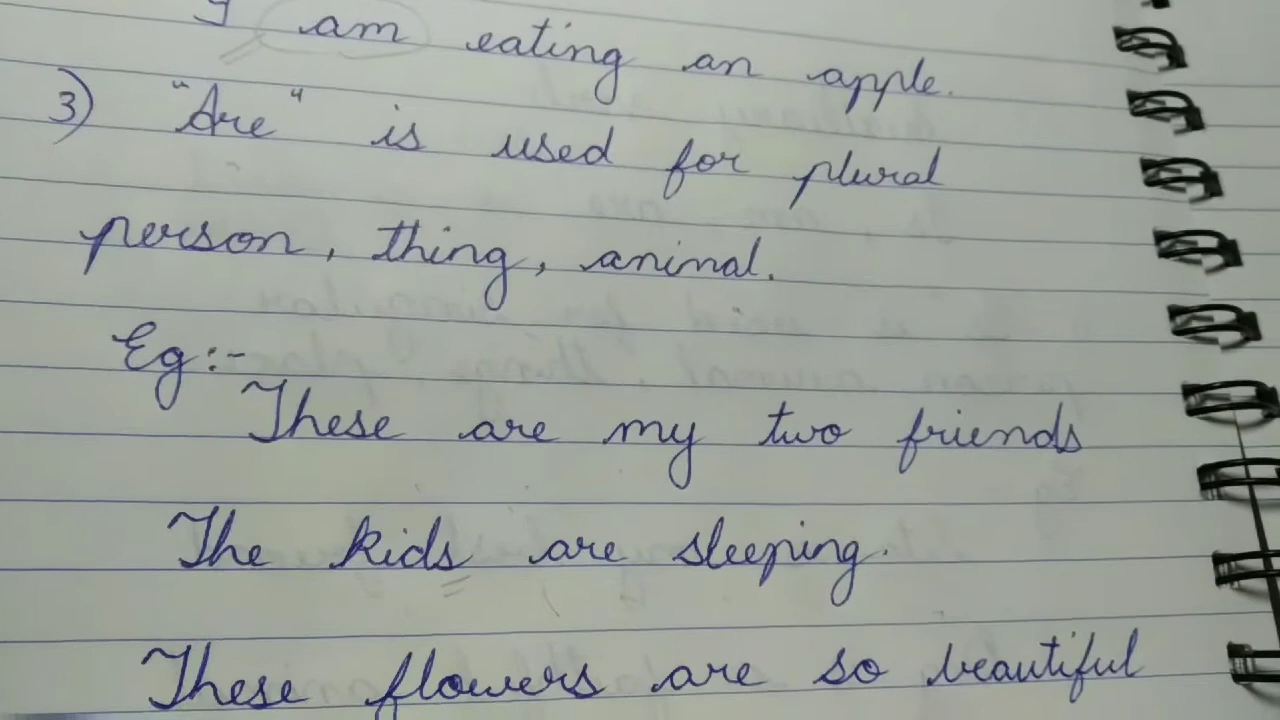 I am eating an apple.
3) "Are" is used for plural
person, thing, animal.
Eg:-
These are my two friends
The kids are sleeping.
These flowers are so beautiful